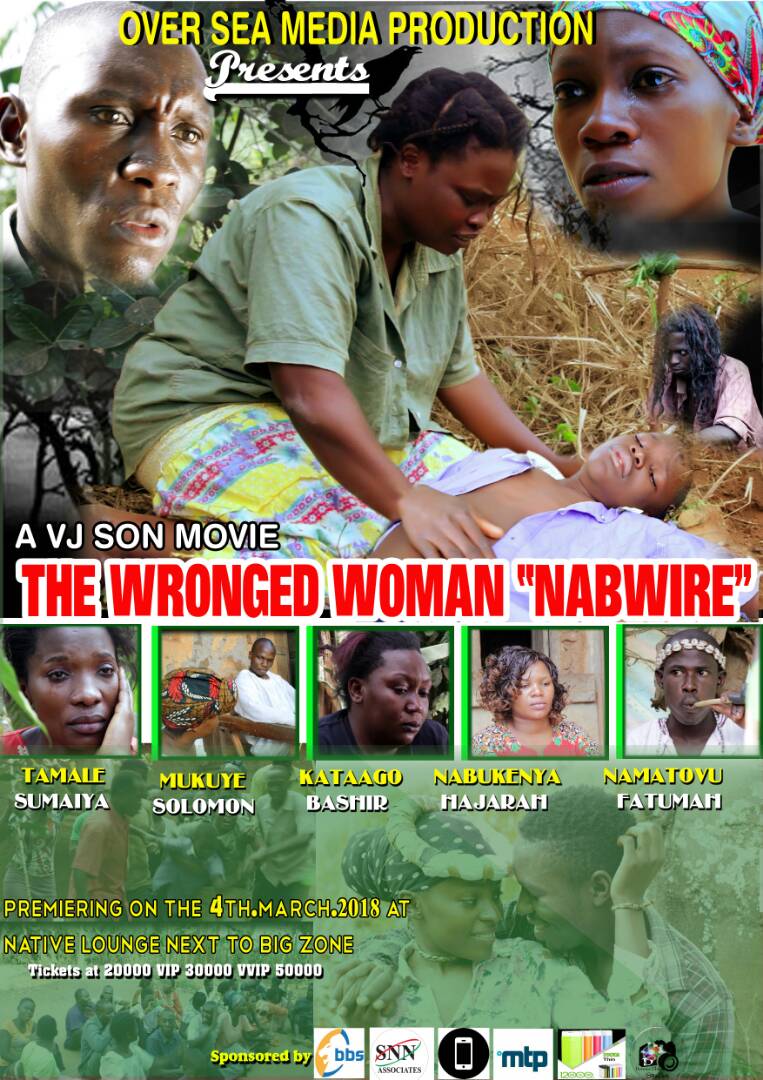 OVER SEA MEDIA PRODUCTION
Presents
A VJ SON MOVIE
THE WRONGED WOMAN "NABWIRE"
TAMALE SUMAIYA
MUKUYE SOLOMON
KATAAGO BASHIR
NABUKENYA HAJARAH
NAMATOVU FATUMAH
PREMIERING ON THE 4TH.MARCH.2018 AT
NATIVE LOUNGE NEXT TO BIG ZONE
Tickets at 20000 VIP 30000 VVIP 50000
Sponsored by
bbs
SNN
ASSOCIATES
mtp